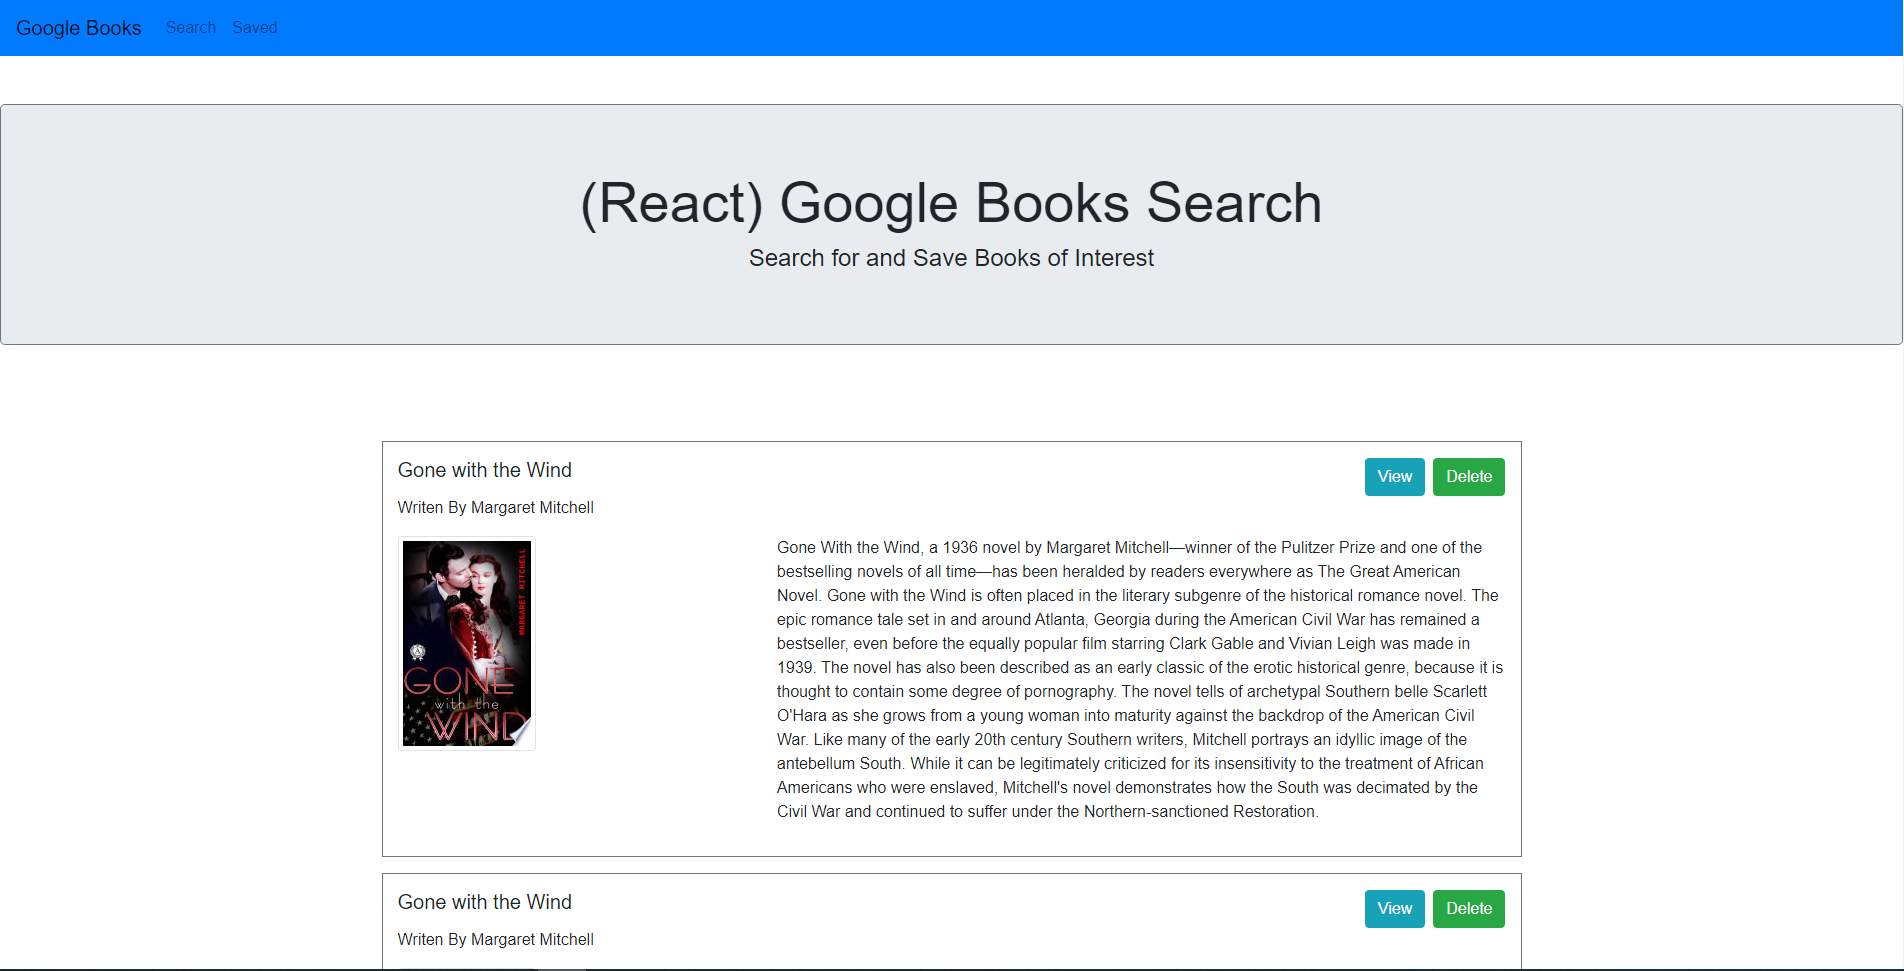 Google Books Search Saved
(React) Google Books Search
Search for and Save Books of Interest
Gone with the Wind
View Delete
Writen By Margaret Mitchell
MARGARET MITCHELL
GONE
with the
WIND
Gone With the Wind, a 1936 novel by Margaret Mitchell—winner of the Pulitzer Prize and one of the
bestselling novels of all time—has been heralded by readers everywhere as The Great American
Novel. Gone with the Wind is often placed in the literary subgenre of the historical romance novel. The
epic romance tale set in and around Atlanta, Georgia during the American Civil War has remained a
bestseller, even before the equally popular film starring Clark Gable and Vivian Leigh was made in
1939. The novel has also been described as an early classic of the erotic historical genre, because it is
thought to contain some degree of pornography. The novel tells of archetypal Southern belle Scarlett
O'Hara as she grows from a young woman into maturity against the backdrop of the American Civil
War. Like many of the early 20th century Southern writers, Mitchell portrays an idyllic image of the
antebellum South. While it can be legitimately criticized for its insensitivity to the treatment of African
Americans who were enslaved, Mitchell's novel demonstrates how the South was decimated by the
Civil War and continued to suffer under the Northern-sanctioned Restoration.
Gone with the Wind
View Delete
Writen By Margaret Mitchell